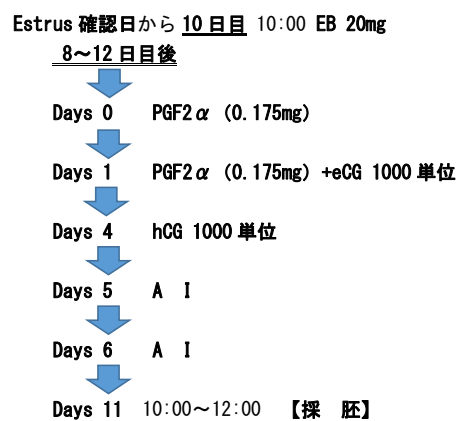 Estrus 確認日から 10 日目 10:00 EB 20mg
8～12 日目後
Days 0 PGF2α (0.175mg)
Days 1 PGF2α (0.175mg) +eCG 1000 単位
Days 4 hCG 1000 単位
Days 5 A I
Days 6 A I
Days 11 10:00～12:00 【採 胚】